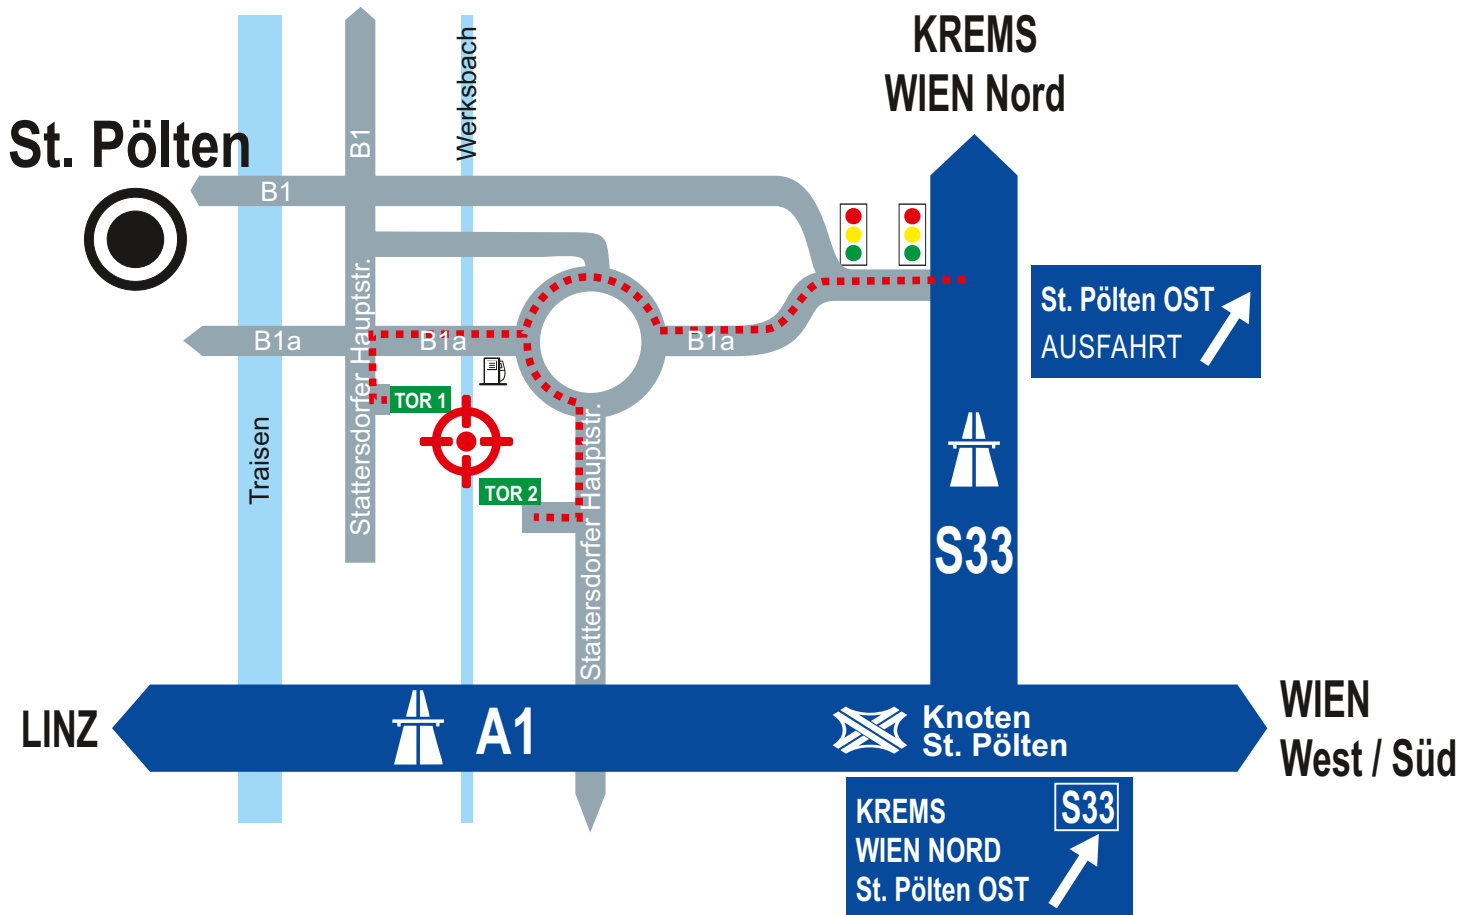 KREMS
WIEN Nord
St. Pölten
B1
Werksbach
B1
St. Pölten OST
AUSFAHRT
B1a
B1a
B1a
Stattersdorfer Hauptstr.
TOR 1
Traisen
TOR 2
Stattersdorfer Hauptstr.
S33
LINZ
A1
Knoten
St. Pölten
WIEN
West / Süd
KREMS S33
WIEN NORD
St. Pölten OST